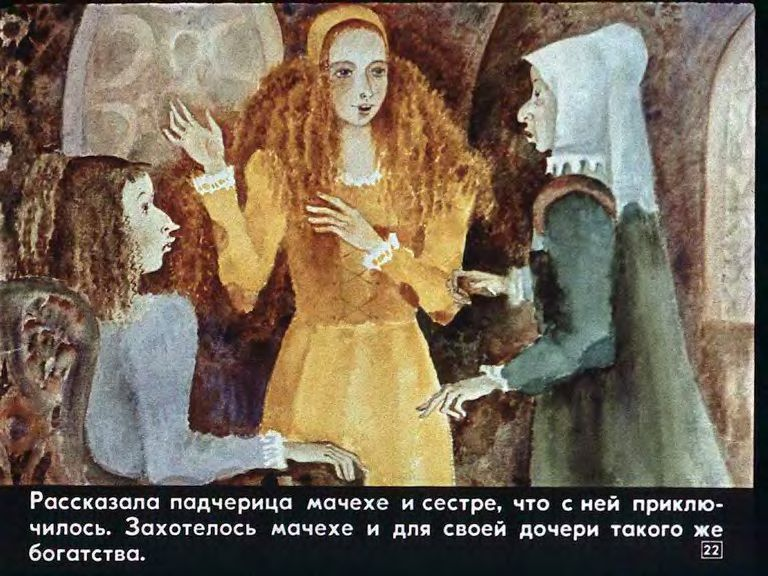 Рассказала падчерица мачехе и сестре, что с ней приклю-
чилось. Захотелось мачехе и для своей дочери такого же
богатства.
22